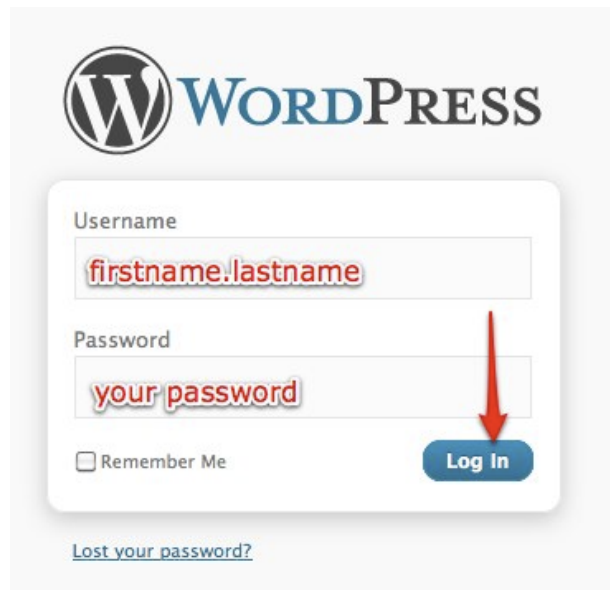 WORDPRESS
Username
firstname.lastname
Password
your password
Remember Me
Log In
Lost your password?